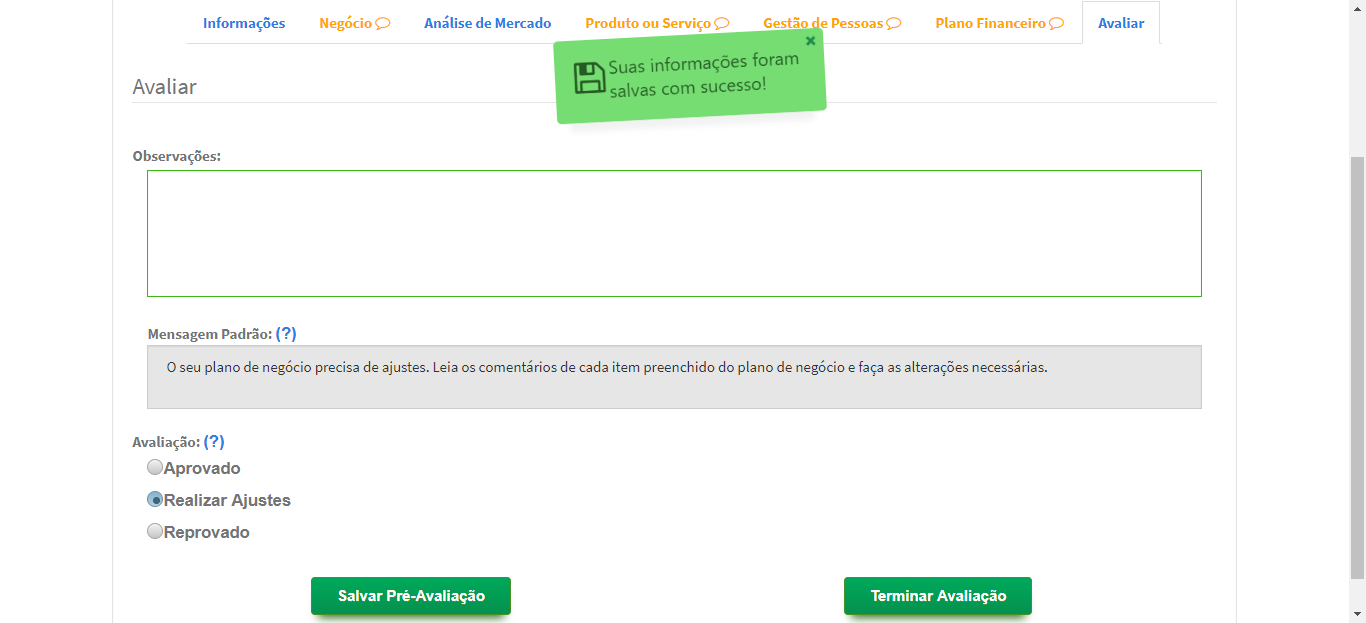 Informações Negócio Análise de Mercado Produto ou Serviço Gestão de Pessoas Plano Financeiro Avaliar
Suas informações foram
salvas com sucesso!
Avaliar
Observações:
Mensagem Padrão: (?)
O seu plano de negócio precisa de ajustes. Leia os comentários de cada item preenchido do plano de negócio e faça as alterações necessárias.
Avaliação: (?)
Aprovado
Realizar Ajustes
Reprovado
Salvar Pré-Avaliação Terminar Avaliação